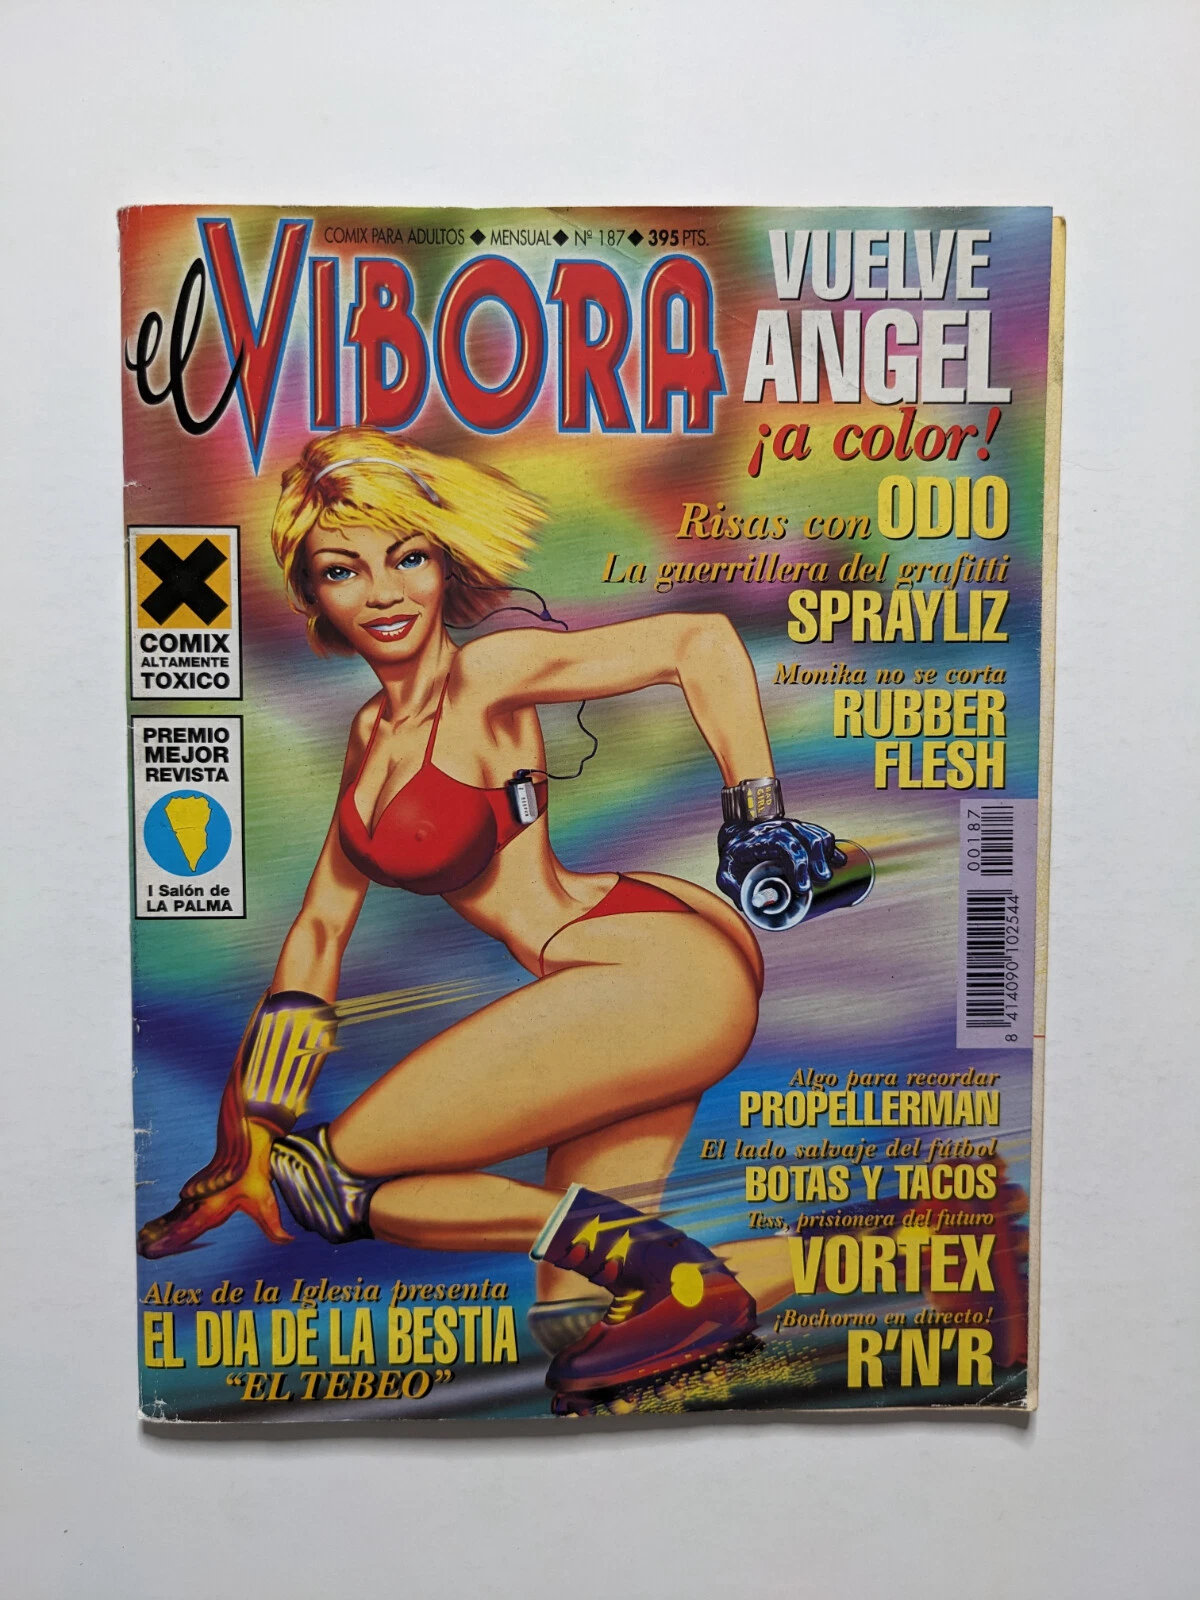 COMIX PARA ADULTOS ◆ MENSUAL ◆ Nº 187 ◆ 395 PTS.
el VIBORA
VUELVE
ANGEL
¡a color!
Risas con ODIO
La guerrillera del grafitti
SPRAYLIZ
Monika no se corta
RUBBER
FLESH
COMIX
ALTAMENTE
TOXICO
PREMIO
MEJOR
REVISTA
I Salón de
LA PALMA
BAD
GIRL
00187
8 414090 102544
Algo para recordar
PROPELLERMAN
El lado salvaje del fútbol
BOTAS Y TACOS
Tess, prisionera del futuro
VORTEX
¡Bochorno en directo!
R'N'R
Alex de la Iglesia presenta
EL DIA DE LA BESTIA
"EL TEBEO"